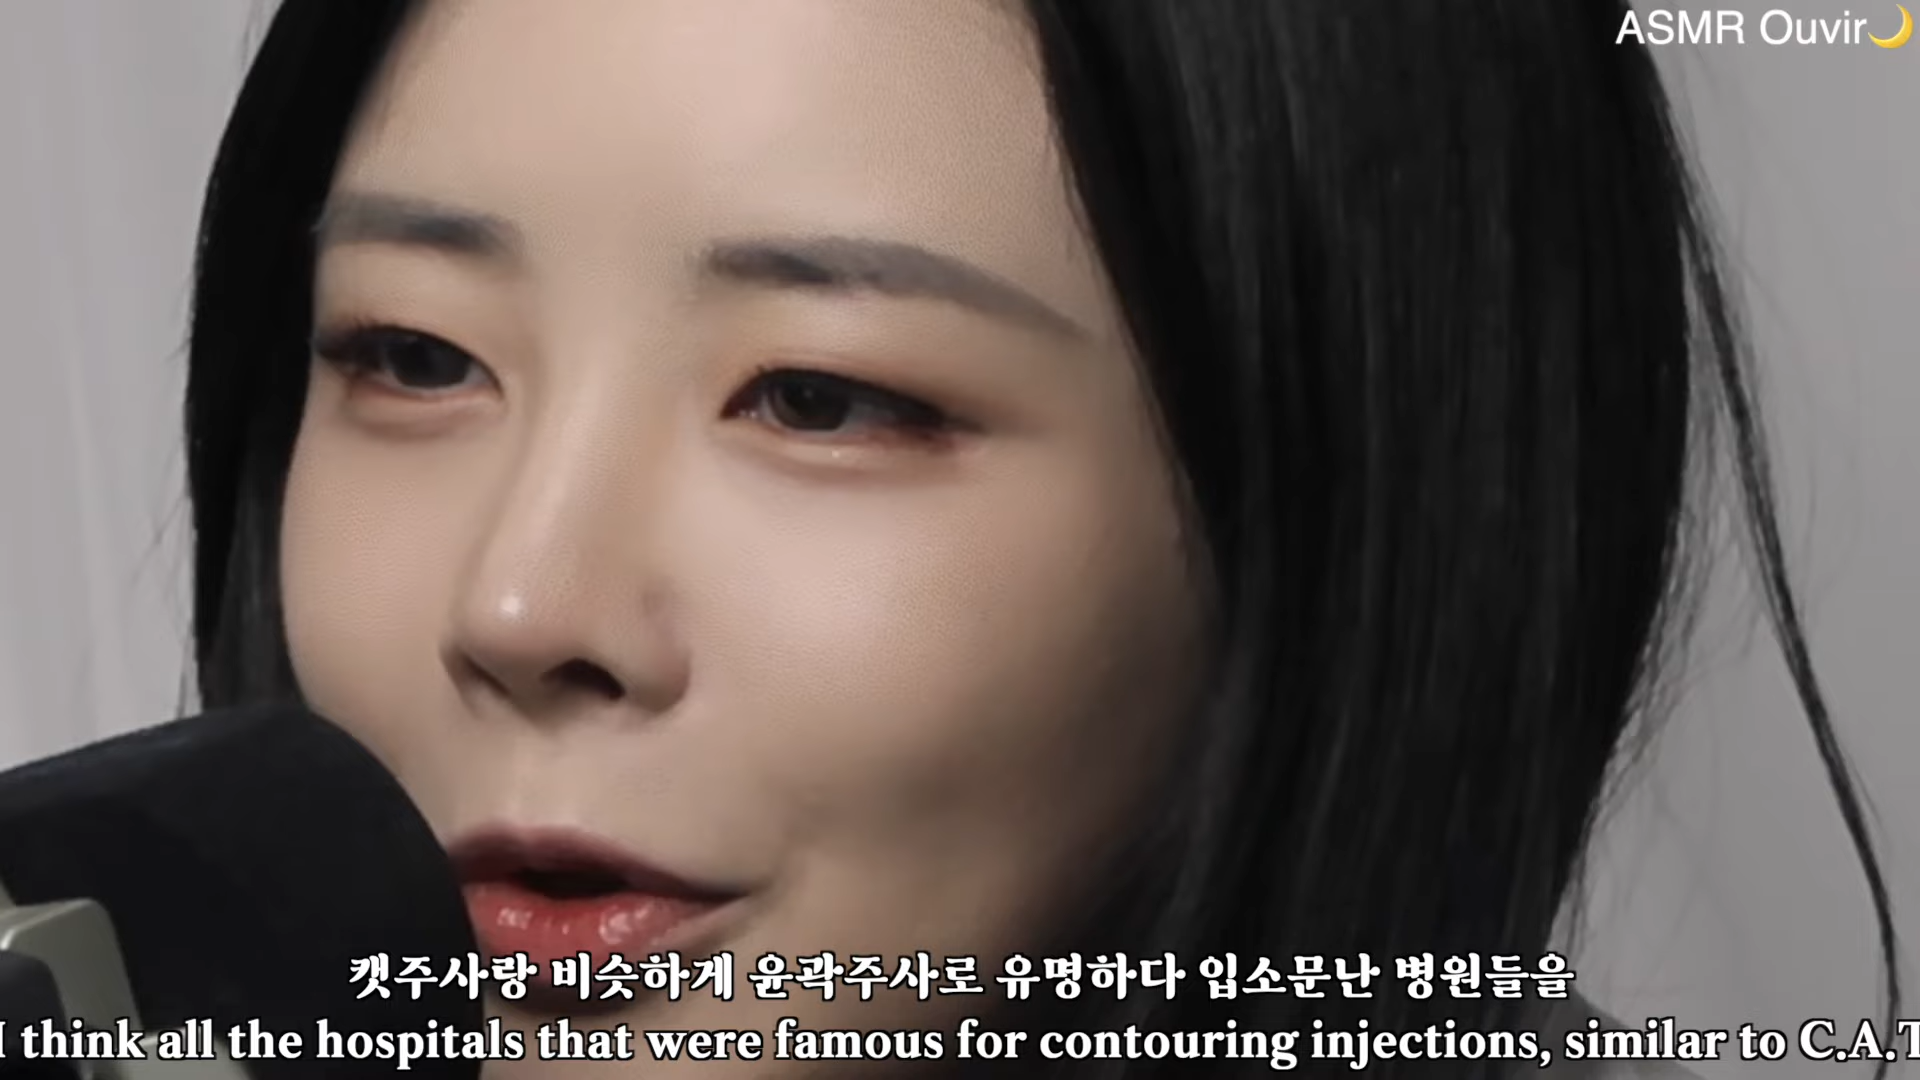 ASMR Ouvir🌙
캣주사랑 비슷하게 윤곽주사로 유명하다 입소문난 병원들을
I think all the hospitals that were famous for contouring injections, similar to C.A.T